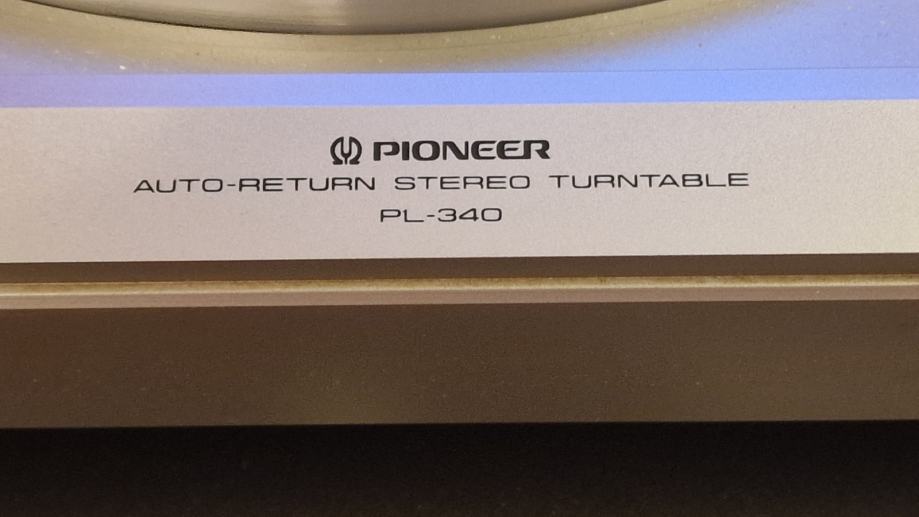 PIONEER
AUTO-RETURN STEREO TURNTABLE
PL-340